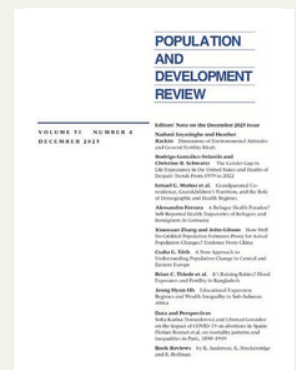 POPULATION
AND
DEVELOPMENT
REVIEW
VOLUME 51 NUMBER 4
DECEMBER 2025
Editors' Note on the December 2025 Issue
Nadhusha Jayasinghe and Heather
Rackin Dimensions of Environmental Attitudes
and General Fertility Ideals
Rodrigo González-Velastín and
Christine R. Schwartz The Gender Gap in
Life Expectancy in the United States and Deaths of
Despair: Trends From 1979 to 2022
Ismael G. Muñoz et al. Grandparental Co-
residence, Grandchildren's Nutrition, and the Role
of Demographic and Health Regimes
Alessandro Ferrara A Refugee Health Paradox?
Self-Reported Health Trajectories of Refugees and
Immigrants in Germany
Xiaoxuan Zhang and John Gibson How Well
Do Gridded Population Estimates Proxy for Actual
Population Changes? Evidence From China
Csaba G. Tóth A New Approach to
Understanding Population Change in Central and
Eastern Europe
Brian C. Thiede et al. It's Raining Babies? Flood
Exposures and Fertility in Bangladesh
Jeong Hyun Oh Educational Expansion
Regimes and Wealth Inequality in Sub-Saharan
Africa
Data and Perspectives
Sofia Karina Trommlerová and Libertad González
on the impact of COVID-19 on abortions in Spain;
Florian Bonnet et al. on mortality patterns and
inequalities in Paris, 1890–1949
Book Reviews by B. Anderson, K. Dreckeridge
and R. Hoffman